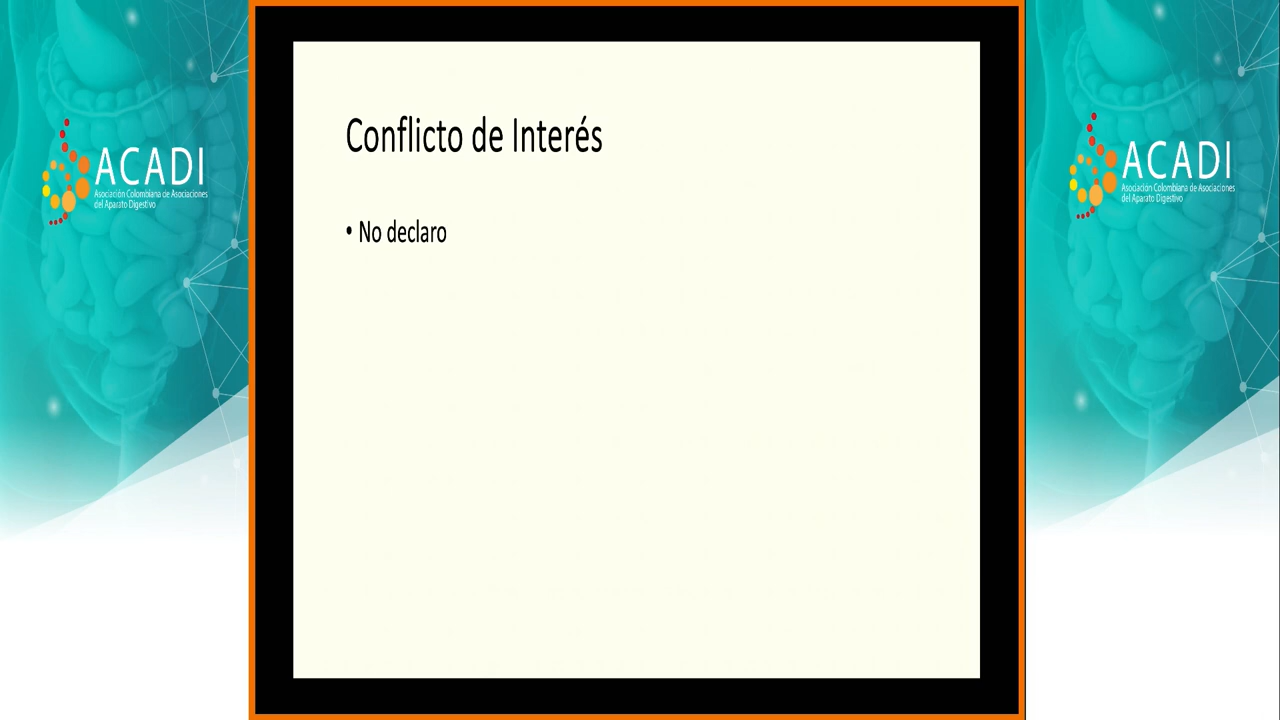 ACADI
Asociación Colombiana de Asociaciones
del Aparato Digestivo
Conflicto de Interés
• No declaro
ACADI
Asociación Colombiana de Asociaciones
del Aparato Digestivo